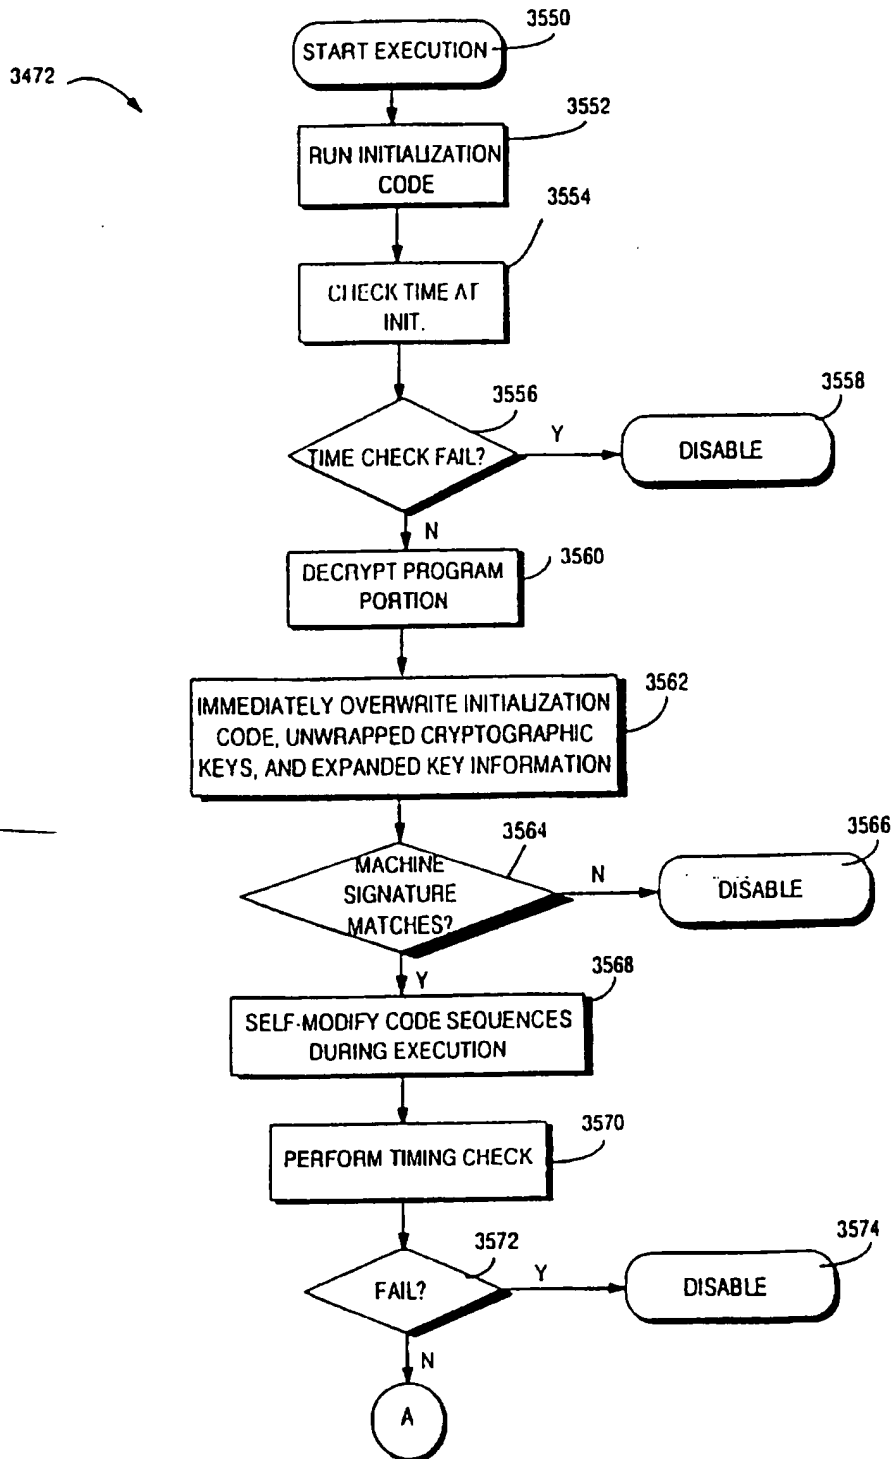 3550
START EXECUTION
3472
3552
RUN INITIALIZATION
CODE
3554
CHECK TIME AT
INIT.
3556
3558
TIME CHECK FAIL?
Y
DISABLE
N
3560
DECRYPT PROGRAM
PORTION
3562
IMMEDIATELY OVERWRITE INITIALIZATION
CODE, UNWRAPPED CRYPTOGRAPHIC
KEYS, AND EXPANDED KEY INFORMATION
3564
3566
MACHINE
SIGNATURE
MATCHES?
N
DISABLE
Y
3568
SELF-MODIFY CODE SEQUENCES
DURING EXECUTION
3570
PERFORM TIMING CHECK
3572
3574
FAIL?
Y
DISABLE
N
A